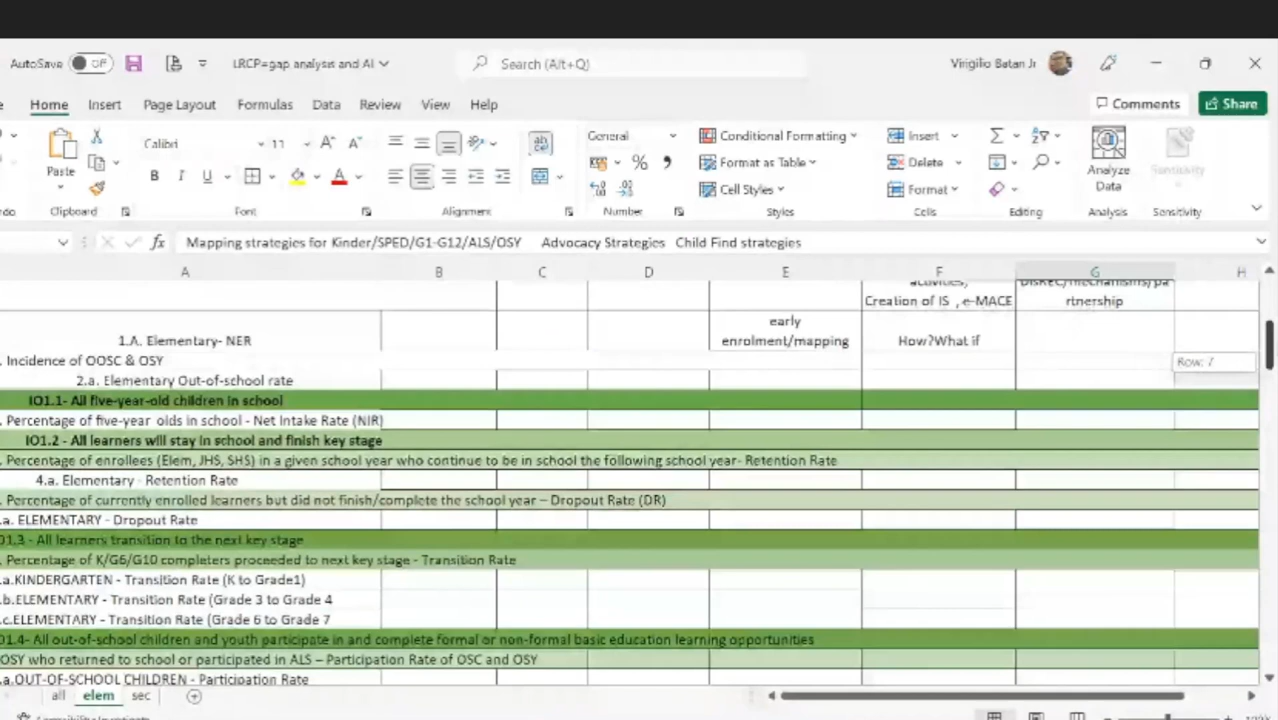 AutoSave Off LRCP=gap analysis and AI Search (Alt+Q) Virgilio Batan Jr
Home Insert Page Layout Formulas Data Review View Help Comments Share
Calibri 11 General Conditional Formatting Insert
Paste Format as Table Delete Analyze Data Sensitivity
B I U A % Cell Styles Format
Clipboard Font Alignment Number Styles Cells Editing Analysis Sensitivity
fx Mapping strategies for Kinder/SPED/G1-G12/ALS/OSY Advocacy Strategies Child Find strategies
A B C D E F G H
Creation of IS , e-MACE rtnership
1.A. Elementary- NER early enrolment/mapping How?What if
. Incidence of OOSC & OSY Row: 7
2.a. Elementary Out-of-school rate
IO1.1- All five-year-old children in school
. Percentage of five-year olds in school - Net Intake Rate (NIR)
IO1.2 - All learners will stay in school and finish key stage
. Percentage of enrollees (Elem, JHS, SHS) in a given school year who continue to be in school the following school year- Retention Rate
4.a. Elementary - Retention Rate
. Percentage of currently enrolled learners but did not finish/complete the school year – Dropout Rate (DR)
.a. ELEMENTARY - Dropout Rate
O1.3 - All learners transition to the next key stage
. Percentage of K/G6/G10 completers proceeded to next key stage - Transition Rate
.a.KINDERGARTEN - Transition Rate (K to Grade1)
.b.ELEMENTARY - Transition Rate (Grade 3 to Grade 4
.c.ELEMENTARY - Transition Rate (Grade 6 to Grade 7
O1.4- All out-of-school children and youth participate in and complete formal or non-formal basic education learning opportunities
OSY who returned to school or participated in ALS – Participation Rate of OSC and OSY
.a.OUT-OF-SCHOOL CHILDREN - Participation Rate
all elem sec